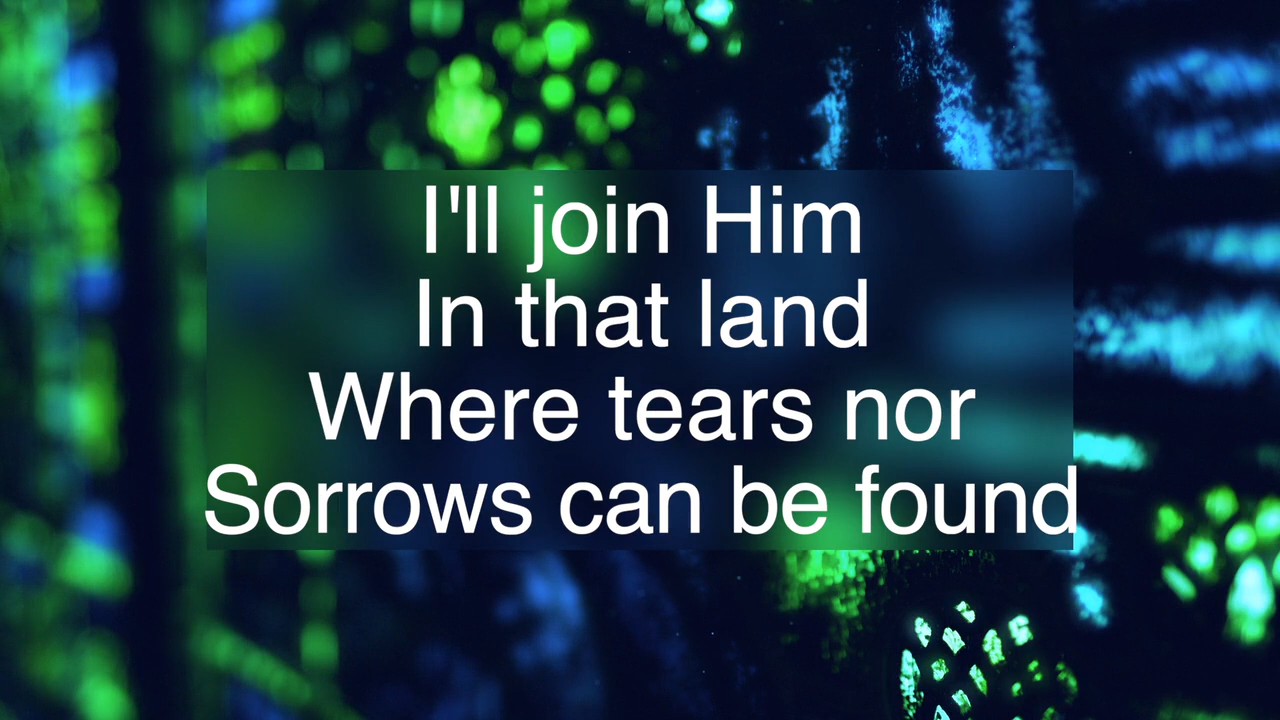 I'll join Him
In that land
Where tears nor
Sorrows can be found